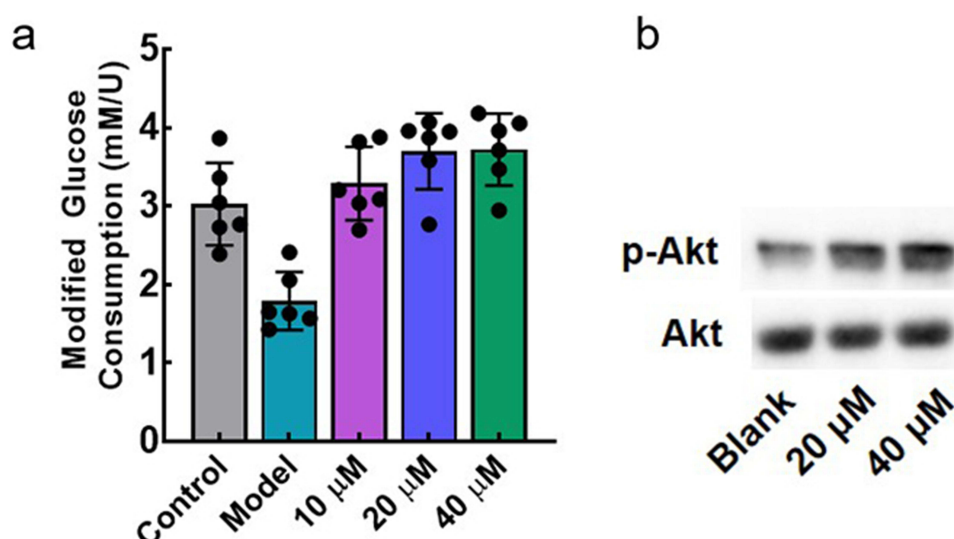 a
Modified Glucose
Consumption (mM/U)
5
4
3
2
1
0
Control
Model
10 μM
20 μM
40 μM
b
p-Akt
Akt
Blank
20 μM
40 μM